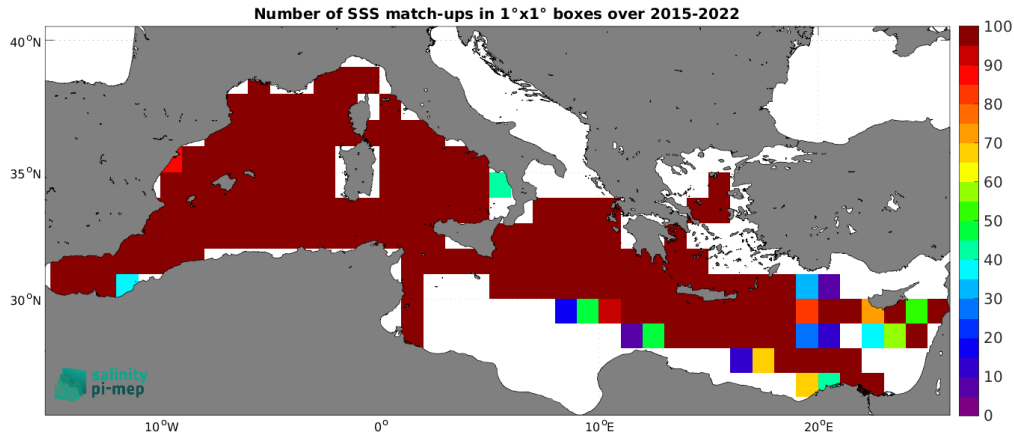 Number of SSS match-ups in 1°x1° boxes over 2015-2022
40°N
35°N
30°N
10°W
0°
10°E
20°E
100
90
80
70
60
50
40
30
20
10
0
salinity
pi-mep